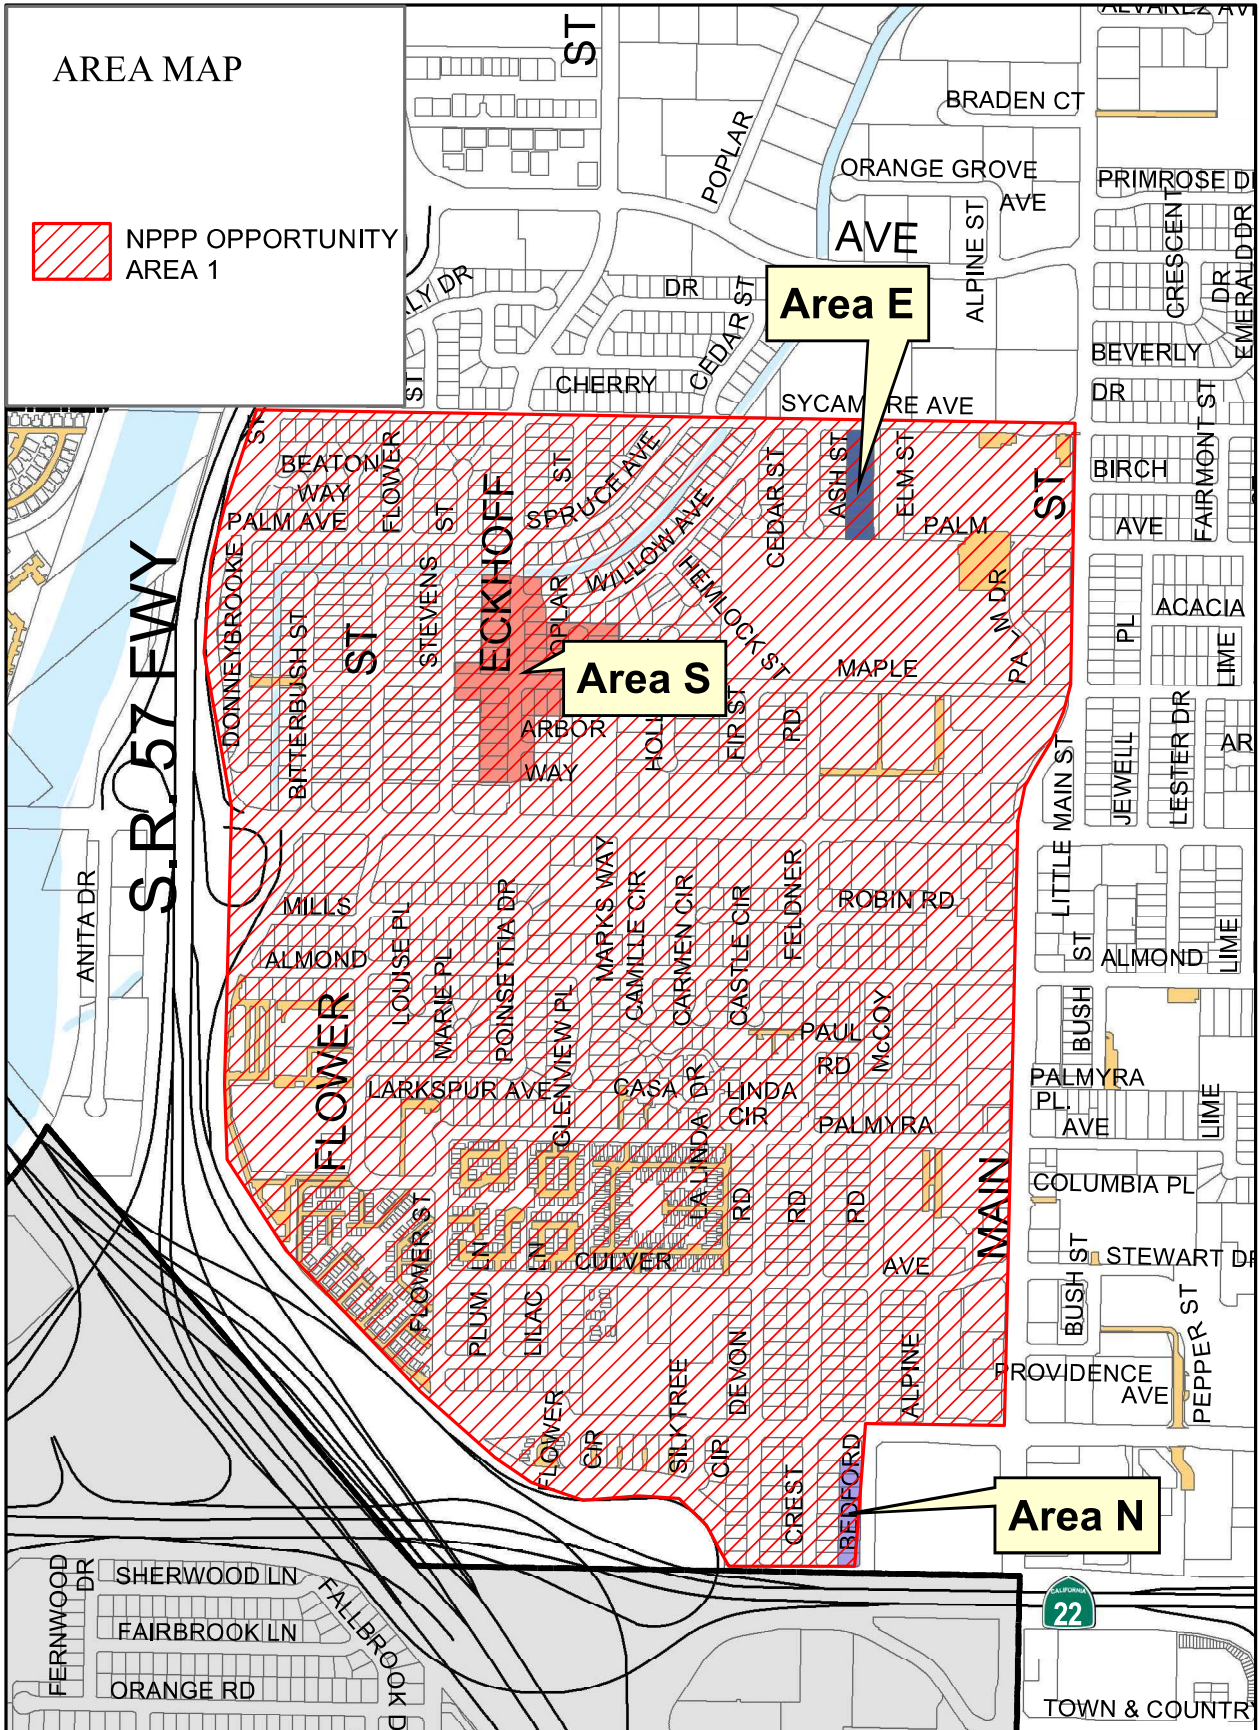 AREA MAP
NPPP OPPORTUNITY
AREA 1
ST
POPLAR
BRADEN CT
ORANGE GROVE
AVE
PRIMROSE
CRESCENT
DR
EMERALD DR
AVE
ALPINE ST
DR
CEDAR ST
Area E
BEVERLY
DR
CHERRY
ST
SYCAMORE AVE
FAIRMONT ST
ST
BEATON
WAY
FLOWER
ST
PALM AVE
ECKHOFF
ST
SPRUCE AVE
CEDAR ST
ASH ST
ELM ST
PALM
ST
BIRCH
AVE
WILLOW AVE
HEMLOCK ST
S.R. 57 FWY
DONNEYBROOKE
BITTERBUSH ST
ST
STEVENS
Area S
MAPLE
PALM DR
PL
ACACIA
LIME
ARBOR
WAY
FIR ST
RD
LITTLE MAIN ST
JEWELL
LESTER DR
AR
ANITA DR
MILLS
ALMOND
LOUISE PL
MARIE PL
POINSETTIA DR
MARKS WAY
CAMILLE CIR
CARMEN CIR
CASTLE CIR
FELDNER
ROBIN RD
ST
ALMOND
LIME
FLOWER
GLENVIEW PL
PAUL
RD
McCOY
BUSH
LARKSPUR AVE
CASA
LA LINDA DR
LINDA
CIR
PALMYRA
PALMYRA
PL.
AVE
LIME
RD
RD
RD
MAIN
COLUMBIA PL
FLOWER ST
PLUM LN
LILAC LN
CULVER
AVE
BUSH ST
STEWART
PEPPER ST
DEVON
ALPINE
PROVIDENCE
AVE
FLOWER
CIR
SILKTREE
CIR
CREST
BEDFORD
Area N
FERNWOOD
DR
SHERWOOD LN
FAIRBROOK LN
ORANGE RD
FALLBROOK D
CALIFORNIA
22
TOWN & COUNTRY